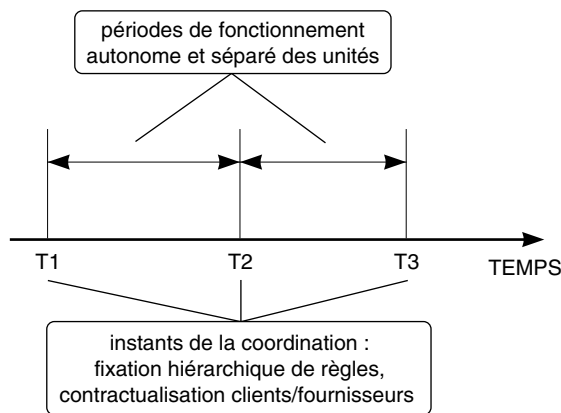 périodes de fonctionnement
autonome et séparé des unités
T1
T2
T3
TEMPS
instants de la coordination :
fixation hiérarchique de règles,
contractualisation clients/fournisseurs